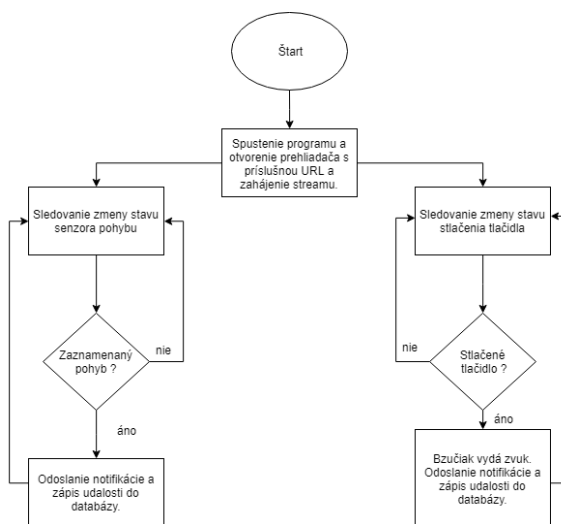 Štart
Spustenie programu a
otvorenie prehliadača s
príslušnou URL a
zahájenie streamu.
Sledovanie zmeny stavu
senzora pohybu
Sledovanie zmeny stavu
stlačenia tlačidla
Zaznamenaný
pohyb ?
nie
áno
nie
Stlačené
tlačidlo ?
áno
Odoslanie notifikácie a
zápis udalosti do
databázy.
Bzučiak vydá zvuk.
Odoslanie notifikácie a
zápis udalosti do
databázy.